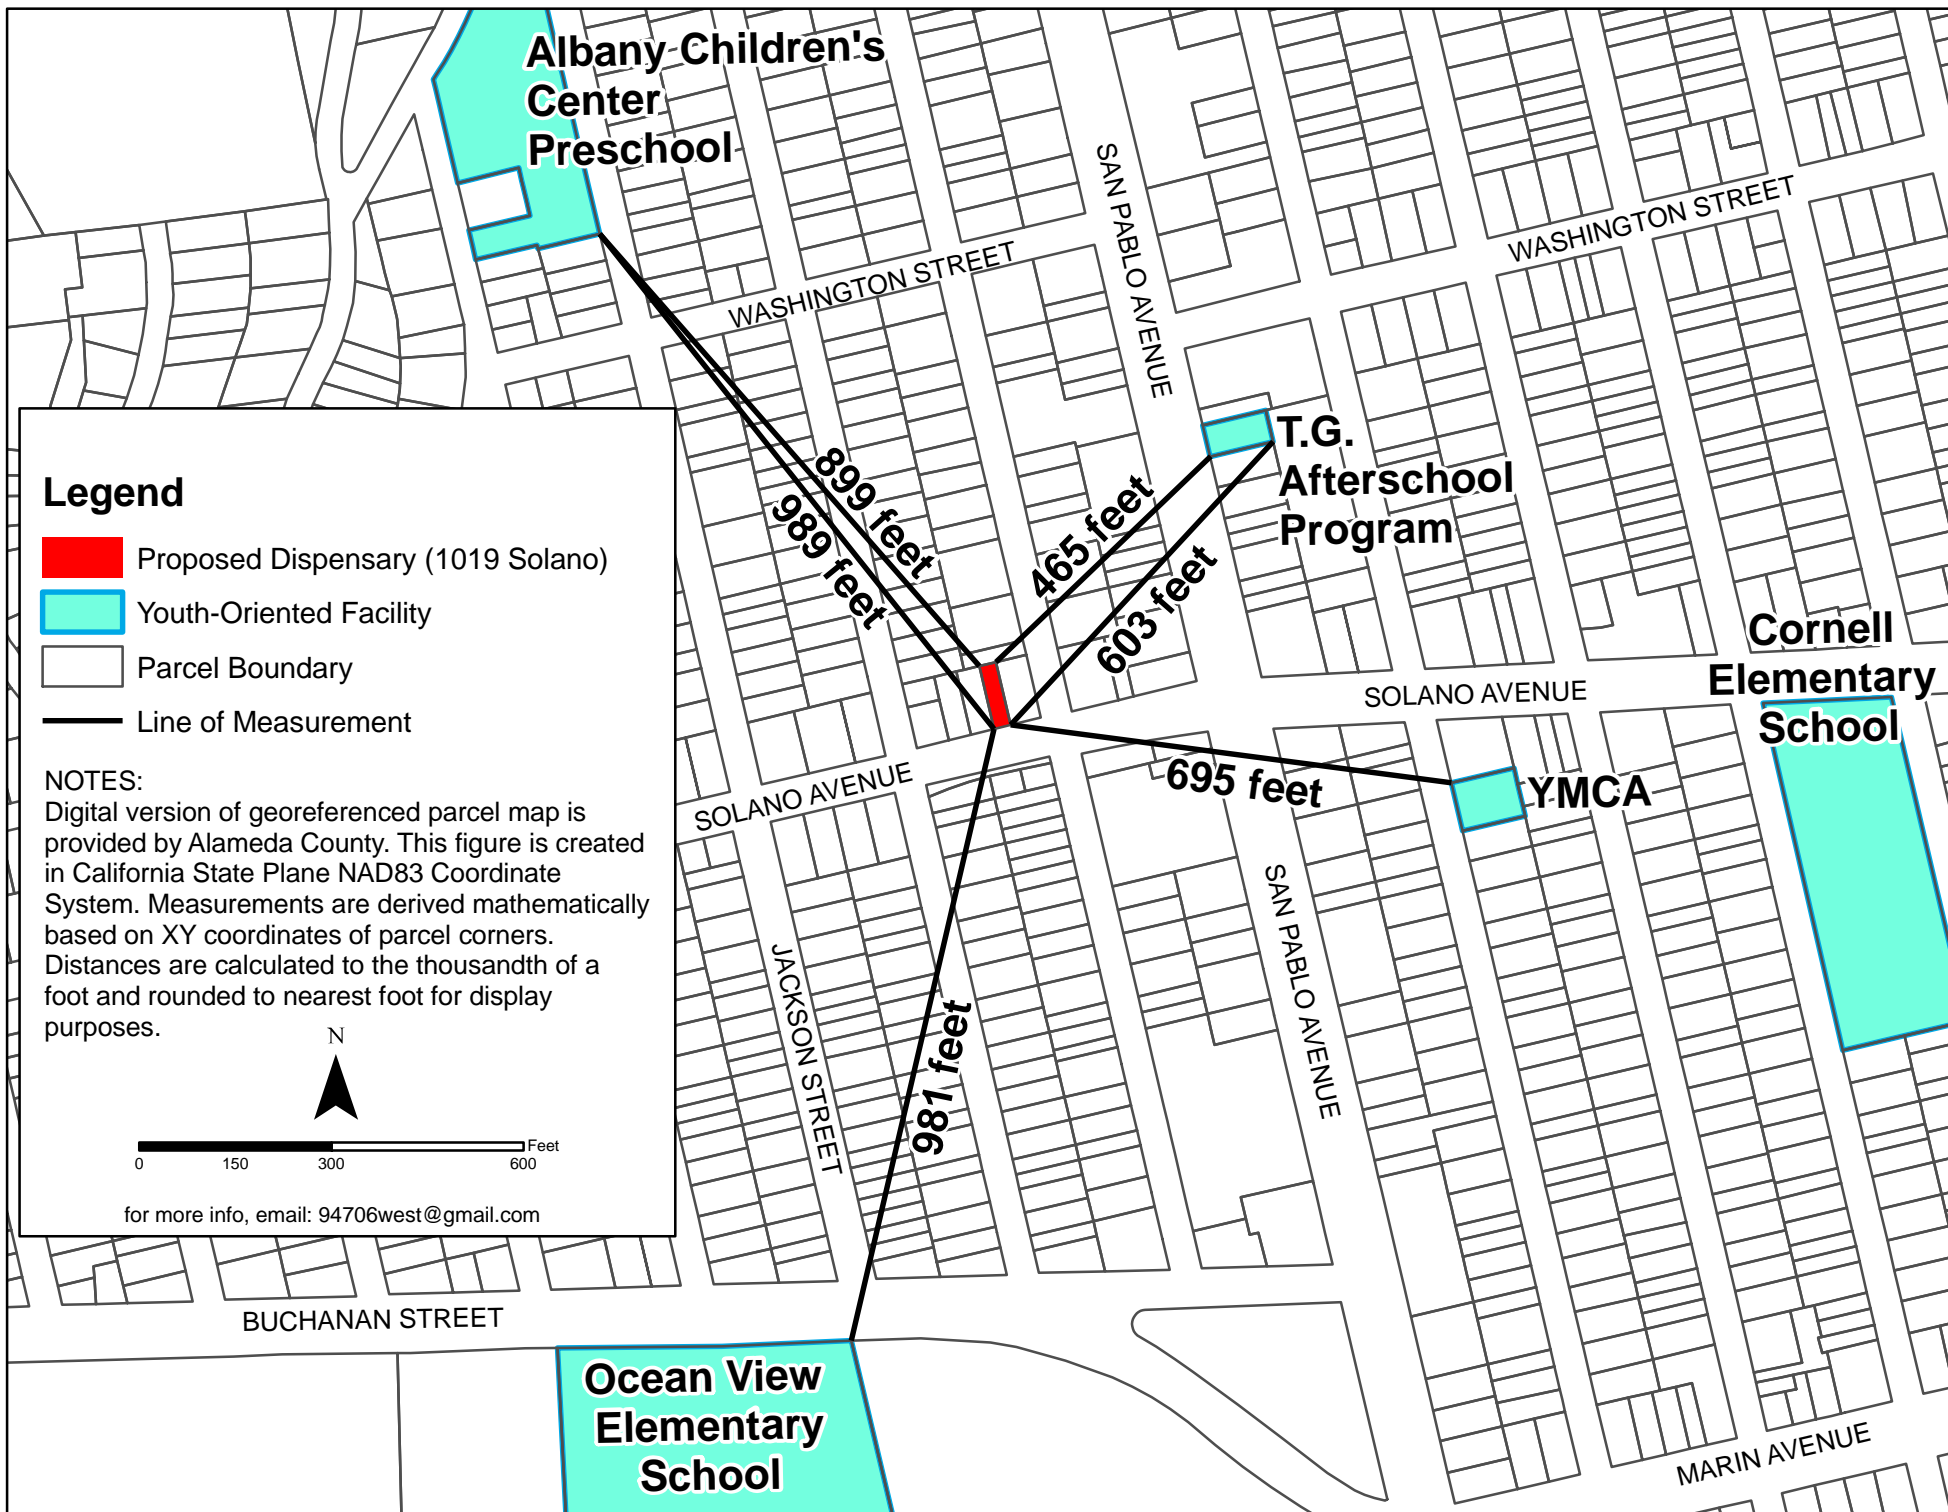 Albany Children's
Center
Preschool
SAN PABLO AVENUE
WASHINGTON STREET
WASHINGTON STREET
T.G.
Afterschool
Program
899 feet
989 feet
465 feet
603 feet
Legend
Proposed Dispensary (1019 Solano)
Youth-Oriented Facility
Parcel Boundary
Line of Measurement
NOTES:
Digital version of georeferenced parcel map is
provided by Alameda County. This figure is created
in California State Plane NAD83 Coordinate
System. Measurements are derived mathematically
based on XY coordinates of parcel corners.
Distances are calculated to the thousandth of a
foot and rounded to nearest foot for display
purposes.
N
Feet
0 150 300 600
for more info, email: 94706west@gmail.com
Cornell
Elementary
School
SOLANO AVENUE
695 feet
YMCA
SOLANO AVENUE
SAN PABLO AVENUE
JACKSON STREET
981 feet
BUCHANAN STREET
Ocean View
Elementary
School
MARIN AVENUE